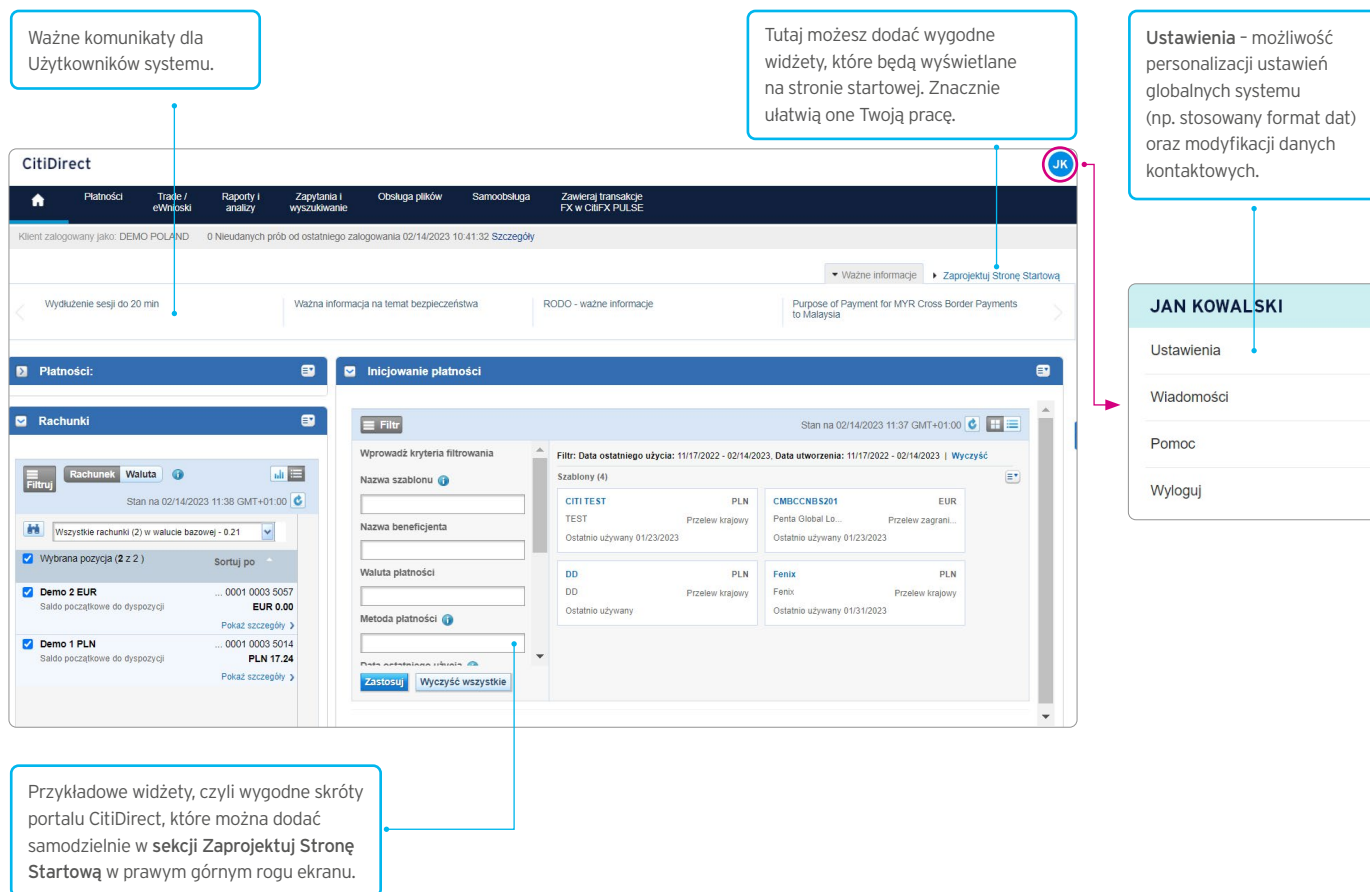 Ważne komunikaty dla
Użytkowników systemu.
Tutaj możesz dodać wygodne
widżety, które będą wyświetlane
na stronie startowej. Znacznie
ułatwią one Twoją pracę.
Ustawienia – możliwość
personalizacji ustawień
globalnych systemu
(np. stosowany format dat)
oraz modyfikacji danych
kontaktowych.
CitiDirect
JK
Płatności
Trade /
eWnioski
Raporty i
analizy
Zapytania i
wyszukiwanie
Obsługa plików
Samoobsługa
Zawieraj transakcje
FX w CitiFX PULSE
Klient zalogowany jako: DEMO POLAND 0 Nieudanych prób od ostatniego zalogowania 02/14/2023 10:41:32 Szczegóły
Ważne informacje
Zaprojektuj Stronę Startową
Wydłużenie sesji do 20 min
Ważna informacja na temat bezpieczeństwa
RODO - ważne informacje
Purpose of Payment for MYR Cross Border Payments
to Malaysia
JAN KOWALSKI
Ustawienia
Wiadomości
Pomoc
Wyloguj
Płatności:
Rachunki
Filtruj
Rachunek Waluta
Stan na 02/14/2023 11:38 GMT+01:00
Wszystkie rachunki (2) w walucie bazowej - 0.21
Wybrana pozycja (2 z 2 ) Sortuj po
Demo 2 EUR ... 0001 0003 5057
Saldo początkowe do dyspozycji EUR 0.00
Pokaż szczegóły
Demo 1 PLN ... 0001 0003 5014
Saldo początkowe do dyspozycji PLN 17.24
Pokaż szczegóły
Inicjowanie płatności
Filtr
Stan na 02/14/2023 11:37 GMT+01:00
Wprowadź kryteria filtrowania
Nazwa szablonu
Nazwa beneficjenta
Waluta płatności
Metoda płatności
Data ostatniego użycia
Zastosuj Wyczyść wszystkie
Filtr: Data ostatniego użycia: 11/17/2022 - 02/14/2023, Data utworzenia: 11/17/2022 - 02/14/2023 | Wyczyść
Szablony (4)
CITI TEST PLN
TEST Przelew krajowy
Ostatnio używany 01/23/2023
CMBCCNBS201 EUR
Penta Global Lo... Przelew zagrani...
Ostatnio używany 01/23/2023
DD PLN
DD Przelew krajowy
Ostatnio używany
Fenix PLN
Fenix Przelew krajowy
Ostatnio używany 01/31/2023
Przykładowe widżety, czyli wygodne skróty
portalu CitiDirect, które można dodać
samodzielnie w sekcji Zaprojektuj Stronę
Startową w prawym górnym rogu ekranu.